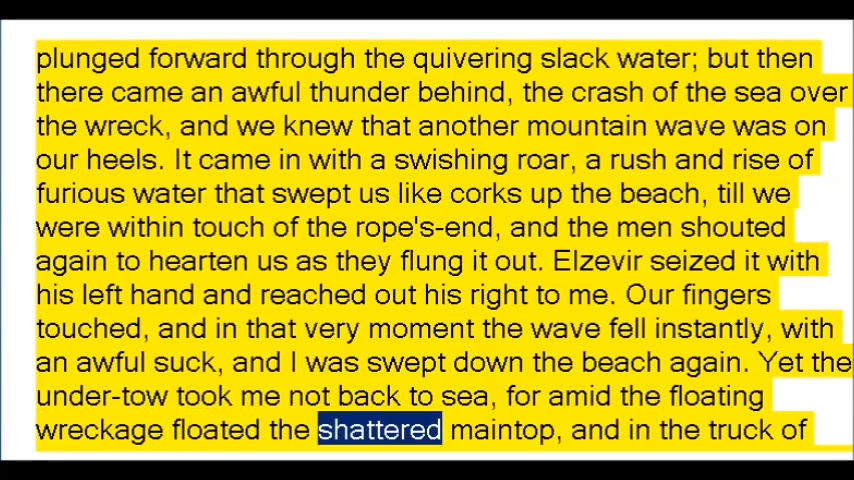 plunged forward through the quivering slack water; but then
there came an awful thunder behind, the crash of the sea over
the wreck, and we knew that another mountain wave was on
our heels. It came in with a swishing roar, a rush and rise of
furious water that swept us like corks up the beach, till we
were within touch of the rope's-end, and the men shouted
again to hearten us as they flung it out. Elzevir seized it with
his left hand and reached out his right to me. Our fingers
touched, and in that very moment the wave fell instantly, with
an awful suck, and I was swept down the beach again. Yet the
under-tow took me not back to sea, for amid the floating
wreckage floated the shattered maintop, and in the truck of